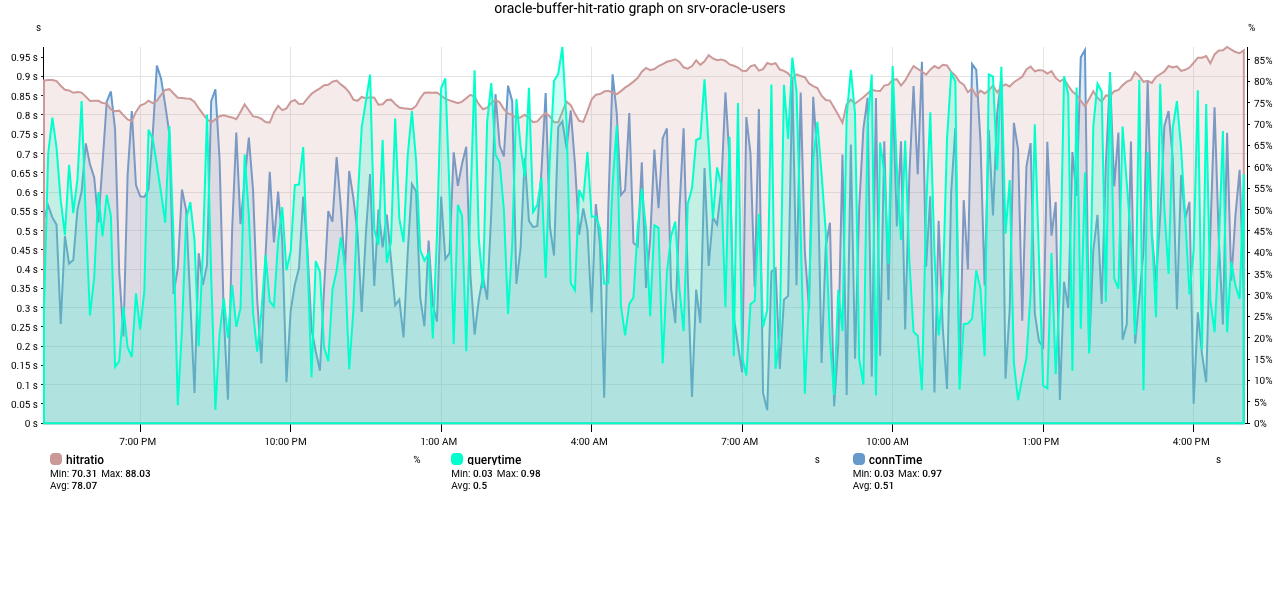 oracle-buffer-hit-ratio graph on srv-oracle-users
s
%
0.95 s
0.9 s
0.85 s
0.8 s
0.75 s
0.7 s
0.65 s
0.6 s
0.55 s
0.5 s
0.45 s
0.4 s
0.35 s
0.3 s
0.25 s
0.2 s
0.15 s
0.1 s
0.05 s
0 s
85%
80%
75%
70%
65%
60%
55%
50%
45%
40%
35%
30%
25%
20%
15%
10%
5%
0%
7:00 PM 10:00 PM 1:00 AM 4:00 AM 7:00 AM 10:00 AM 1:00 PM 4:00 PM
hitratio %
Min: 70.31 Max: 88.03
Avg: 78.07
querytime s
Min: 0.03 Max: 0.98
Avg: 0.5
connTime s
Min: 0.03 Max: 0.97
Avg: 0.51